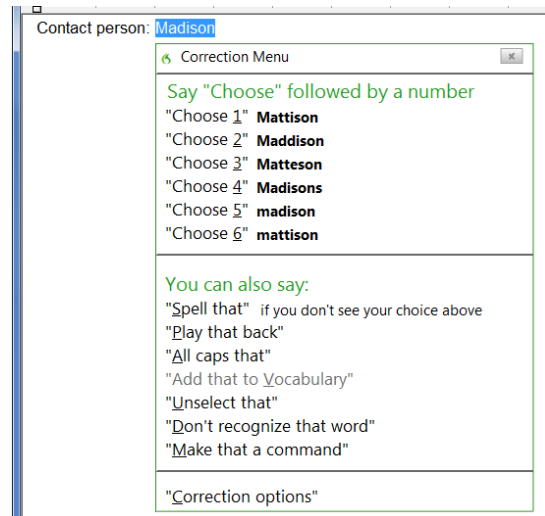 Contact person: Madison
Correction Menu
Say "Choose" followed by a number
"Choose 1" Mattison
"Choose 2" Maddison
"Choose 3" Matteson
"Choose 4" Madisons
"Choose 5" madison
"Choose 6" mattison
You can also say:
"Spell that" if you don't see your choice above
"Play that back"
"All caps that"
"Add that to Vocabulary"
"Unselect that"
"Don't recognize that word"
"Make that a command"
"Correction options"